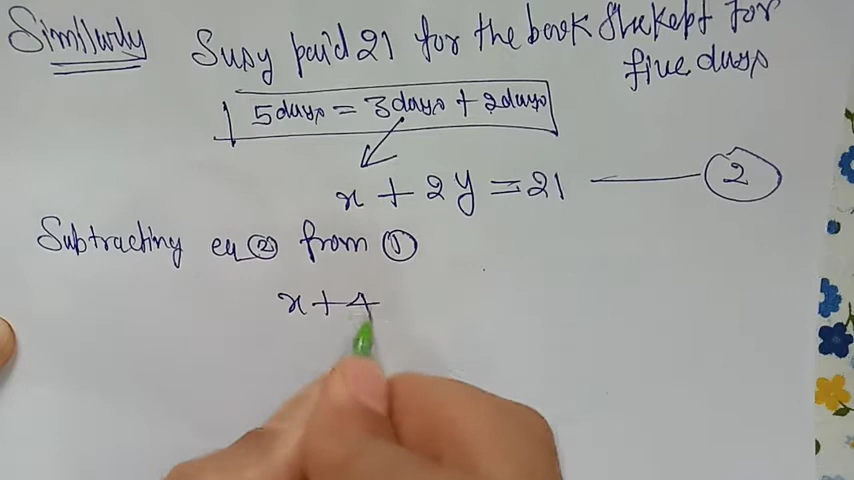 Similarly Susy paid 21 for the book She kept for
five days
5 days = 3 days + 2 days
x + 2y = 21 ——— 2
Subtracting eq 2 from 1
x + 4